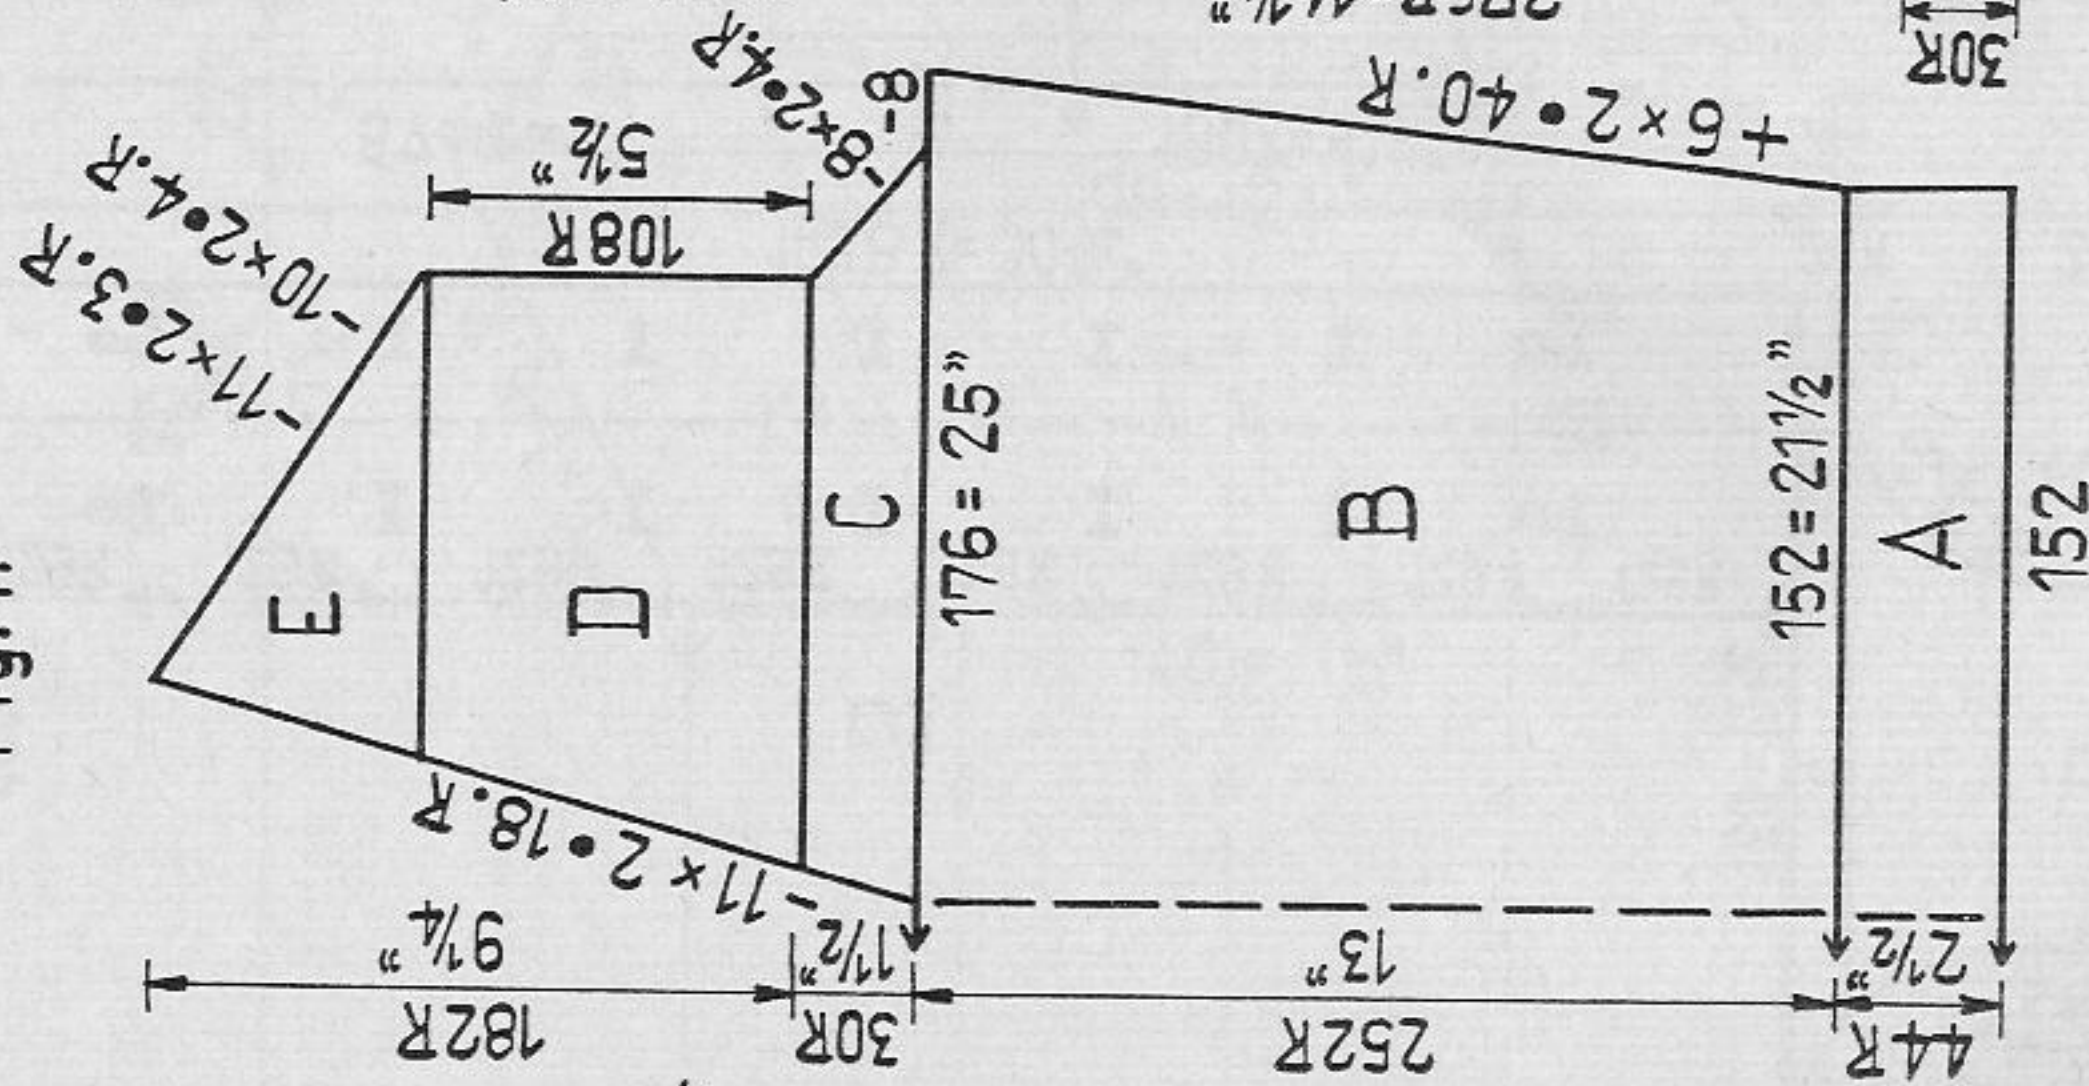 -11×2•3.R
-10×2•4.R
5½"
108R
-8×2•4.R
-8
+6×2•40.R
30R
E
D
C
176=25"
B
152=21½"
A
152
-11×2•18.R
9¼"
182R
1½"
30R
13"
252R
2½"
44R